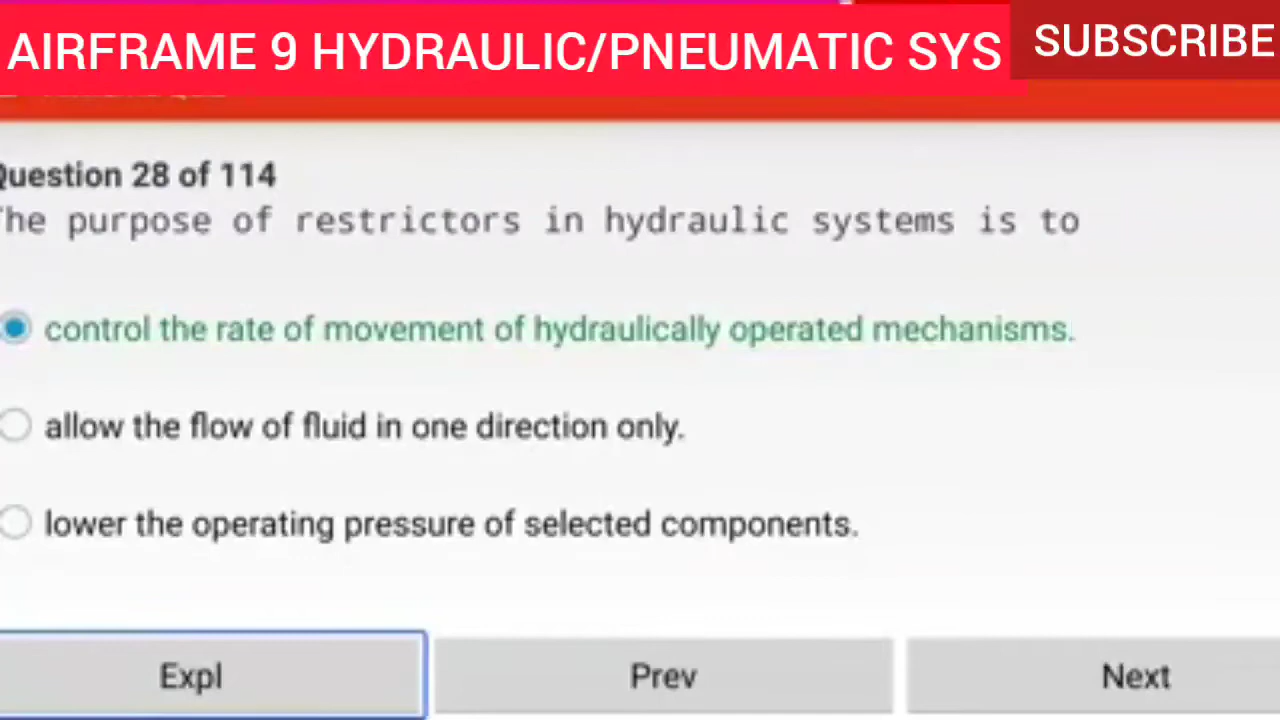 AIRFRAME 9 HYDRAULIC/PNEUMATIC SYS
SUBSCRIBE
Question 28 of 114
The purpose of restrictors in hydraulic systems is to
control the rate of movement of hydraulically operated mechanisms.
allow the flow of fluid in one direction only.
lower the operating pressure of selected components.
Expl
Prev
Next